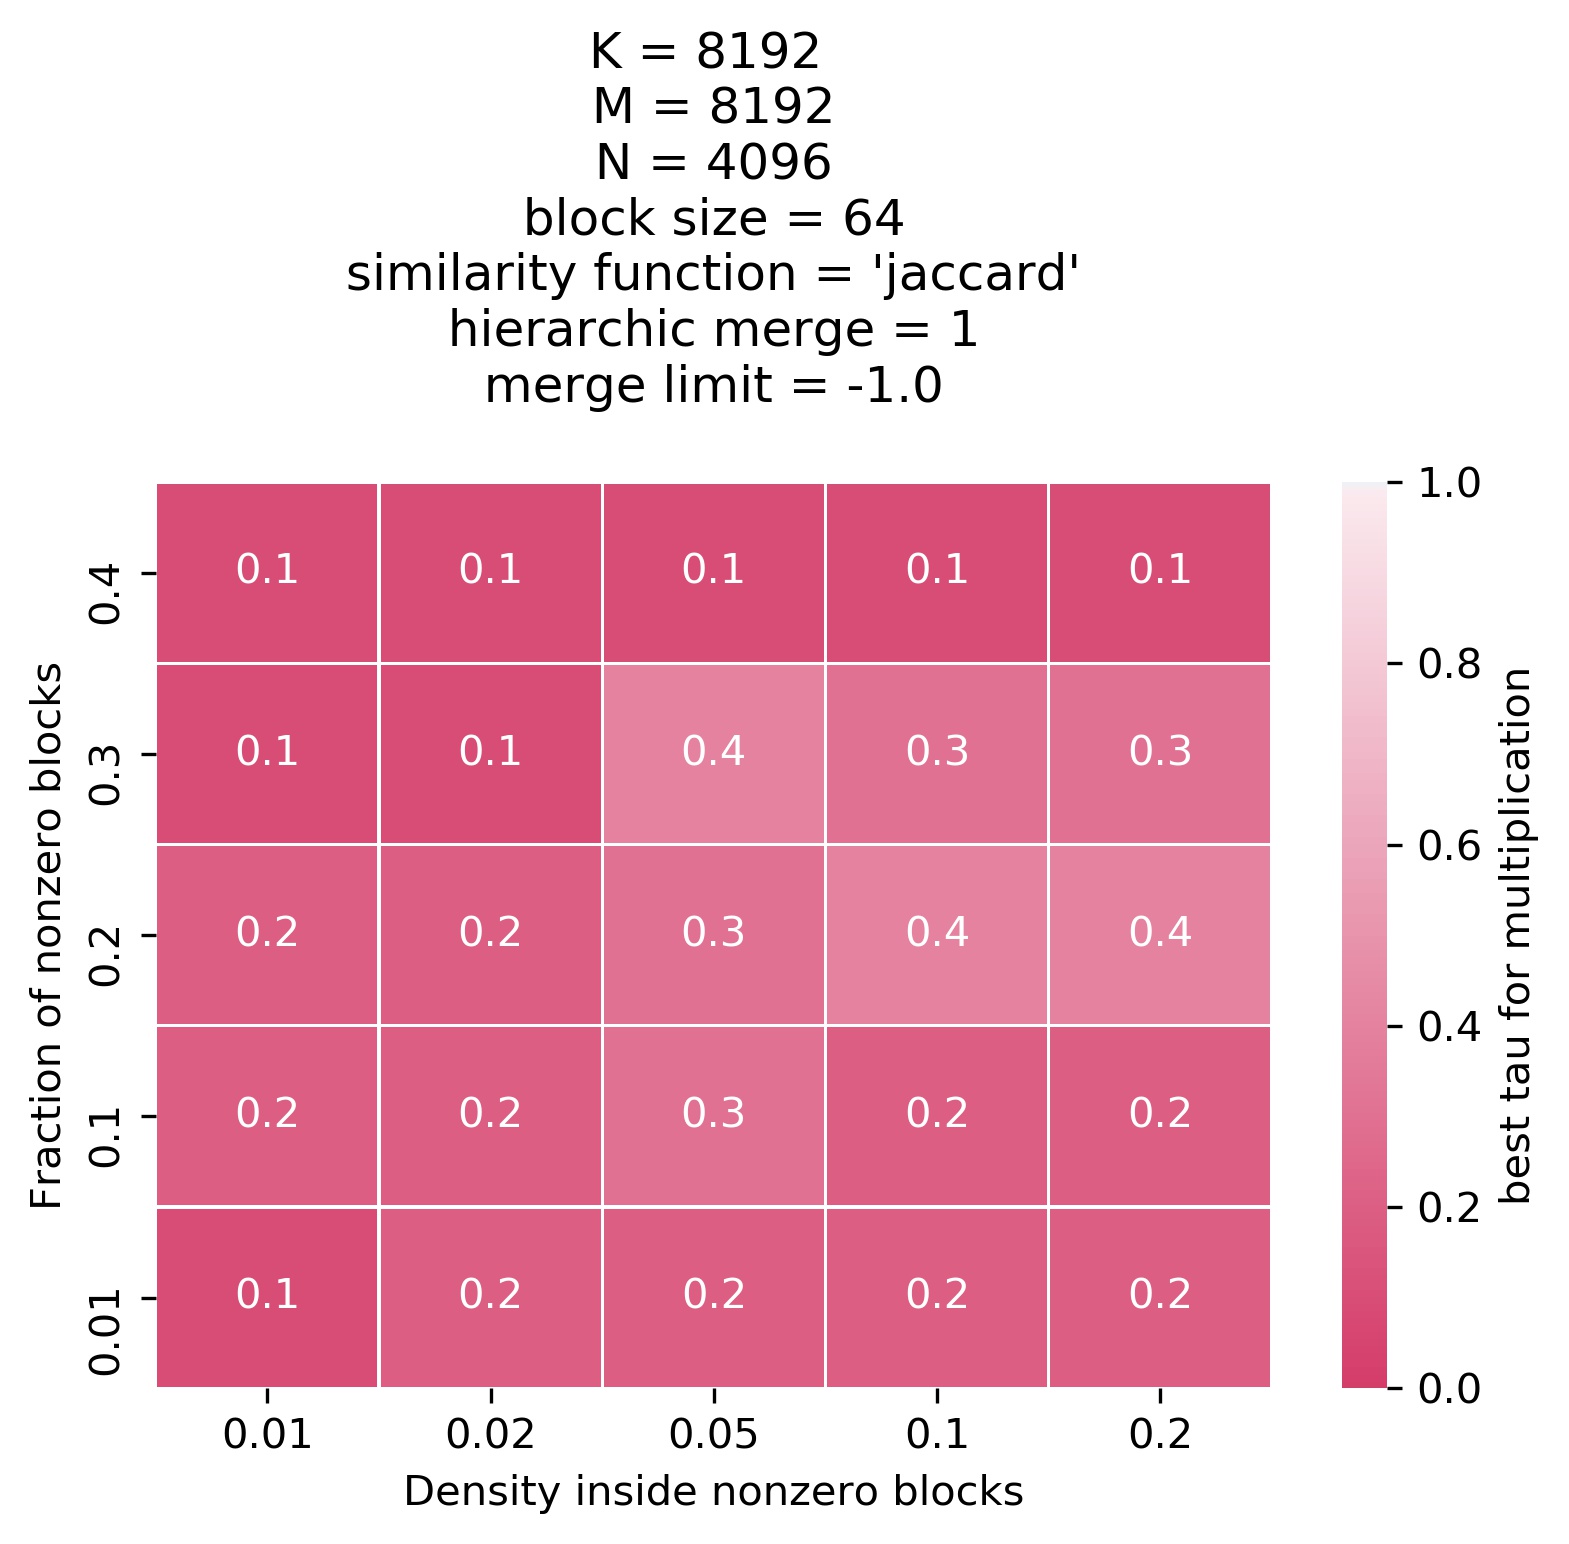 K = 8192
M = 8192
N = 4096
block size = 64
similarity function = 'jaccard'
hierarchic merge = 1
merge limit = -1.0
Fraction of nonzero blocks
0.4
0.1 0.1 0.1 0.1 0.1
0.3
0.1 0.1 0.4 0.3 0.3
0.2
0.2 0.2 0.3 0.4 0.4
0.1
0.2 0.2 0.3 0.2 0.2
0.01
0.1 0.2 0.2 0.2 0.2
0.01 0.02 0.05 0.1 0.2
Density inside nonzero blocks
1.0
0.8
0.6
0.4
0.2
0.0
best tau for multiplication